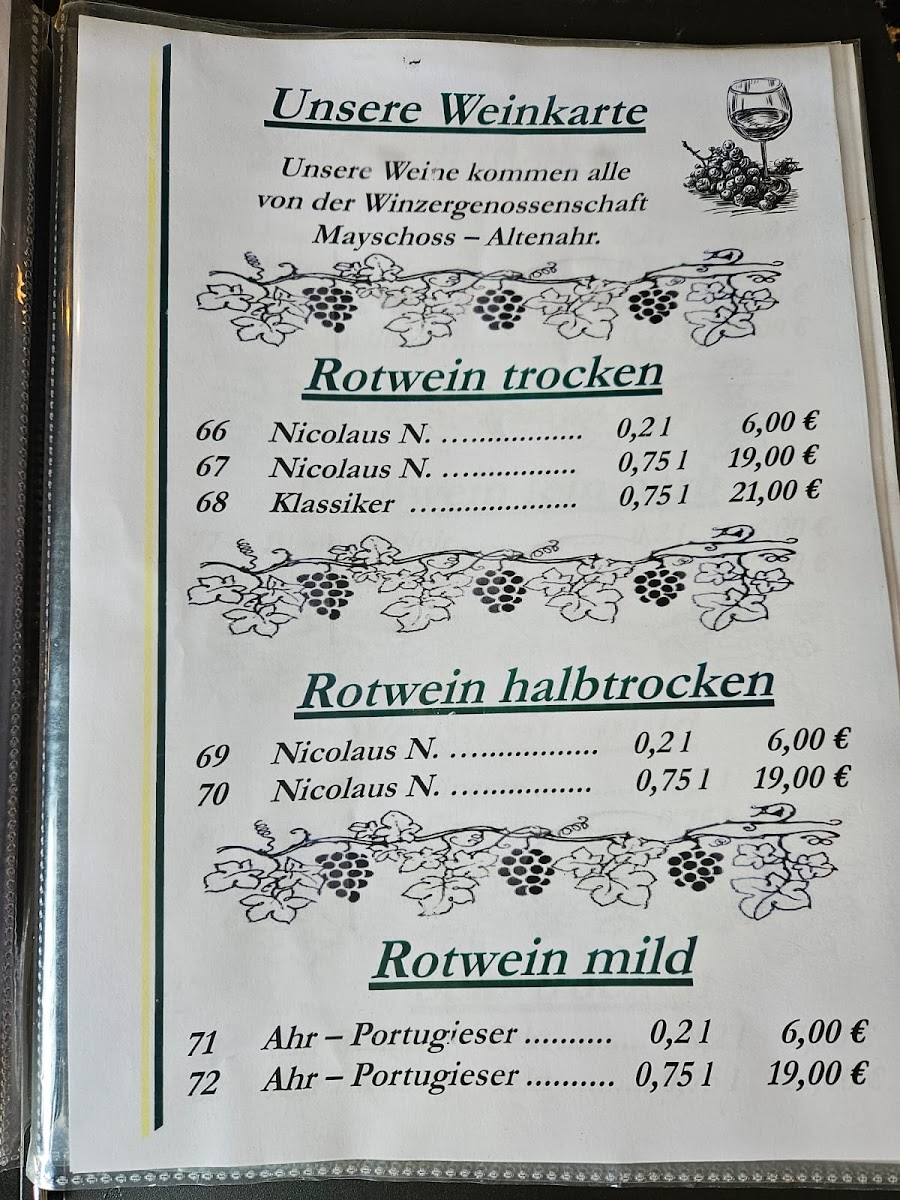 Unsere Weinkarte
Unsere Weine kommen alle
von der Winzergenossenschaft
Mayschoss – Altenahr.
Rotwein trocken
66 Nicolaus N. .................. 0,2 l 6,00 €
67 Nicolaus N. ................. 0,75 l 19,00 €
68 Klassiker ..................... 0,75 l 21,00 €
Rotwein halbtrocken
69 Nicolaus N. ................... 0,2 l 6,00 €
70 Nicolaus N. .................. 0,75 l 19,00 €
Rotwein mild
71 Ahr – Portugieser .......... 0,2 l 6,00 €
72 Ahr – Portugieser .......... 0,75 l 19,00 €